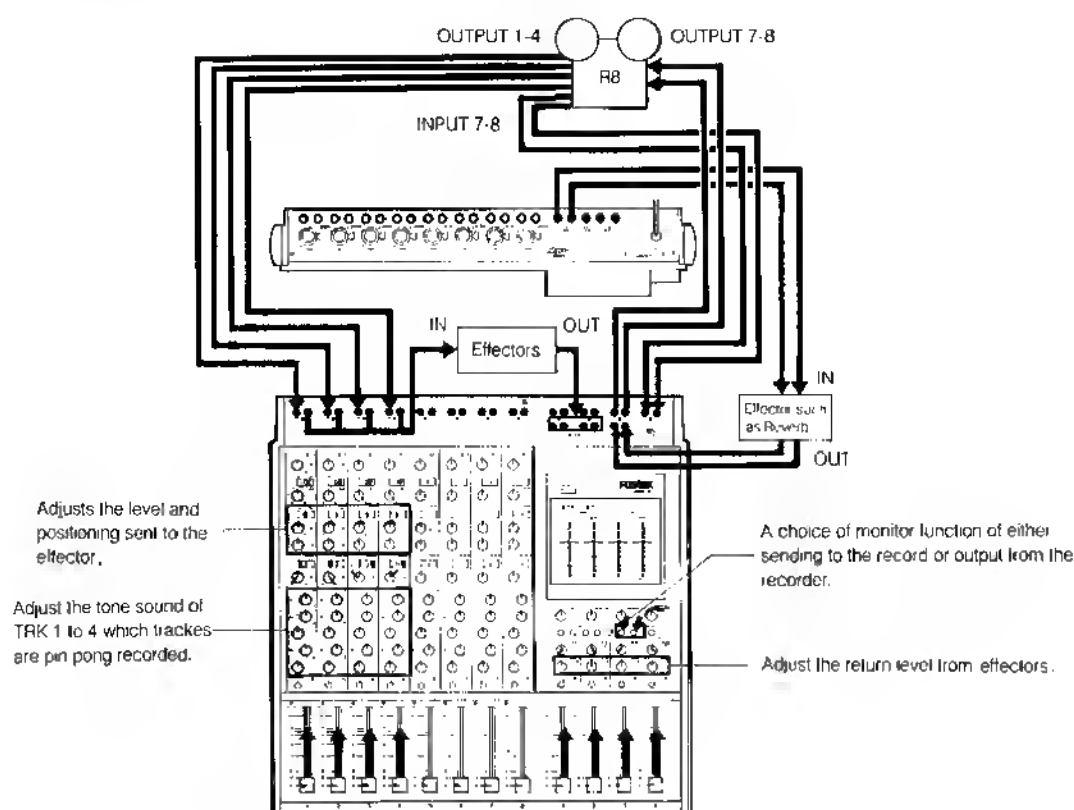 OUTPUT 1-4
OUTPUT 7-8
R8
INPUT 7-8
IN
OUT
Effectors
IN
Effector such
as Reverb
OUT
Adjusts the level and
positioning sent to the
effector.
Adjust the tone sound of
TRK 1 to 4 which trackes
are pin pong recorded.
FOSTEX
A choice of monitor function of either
sending to the record or output from the
recorder.
Adjust the return level from effectors.